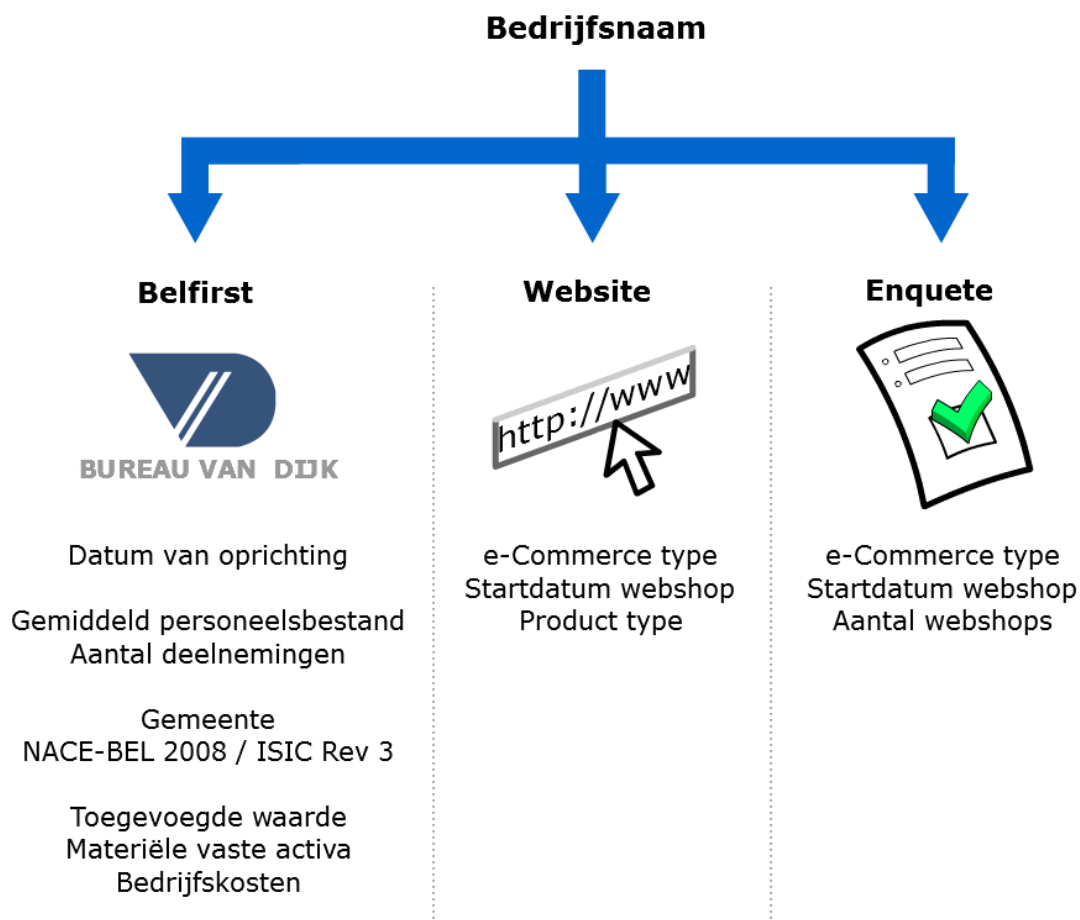 Bedrijfsnaam
Belfirst
BUREAU VAN DIJK
Datum van oprichting
Gemiddeld personeelsbestand
Aantal deelnemingen
Gemeente
NACE-BEL 2008 / ISIC Rev 3
Toegevoegde waarde
Materiële vaste activa
Bedrijfskosten
Website
http://www
e-Commerce type
Startdatum webshop
Product type
Enquete
e-Commerce type
Startdatum webshop
Aantal webshops